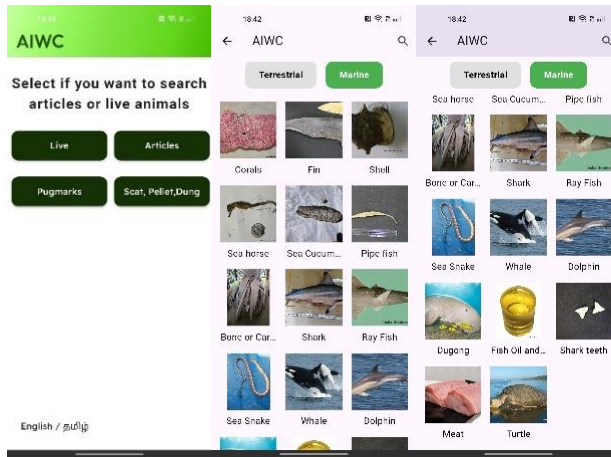 AIWC
Select if you want to search
articles or live animals
Live
Articles
Pugmarks
Scat, Pellet,Dung
English / தமிழ்
18:42
AIWC
Terrestrial
Marine
Corals
Fin
Shell
Sea horse
Sea Cucum...
Pipe fish
Bone or Car...
Shark
Ray Fish
Sea Snake
Whale
Dolphin
18:42
AIWC
Terrestrial
Marine
Sea horse
Sea Cucum...
Pipe fish
Bone or Car...
Shark
Ray Fish
Sea Snake
Whale
Dolphin
Dugong
Fish Oil and...
Shark teeth
Meat
Turtle